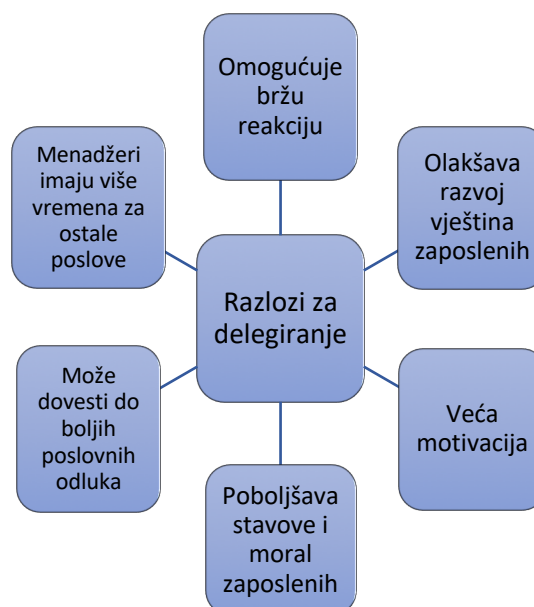 Omogućuje
bržu
reakciju
Menadžeri
imaju više
vremena za
ostale
poslove
Olakšava
razvoj
vještina
zaposlenih
Razlozi za
delegiranje
Može
dovesti do
boljih
poslovnih
odluka
Veća
motivacija
Poboljšava
stavove i
moral
zaposlenih